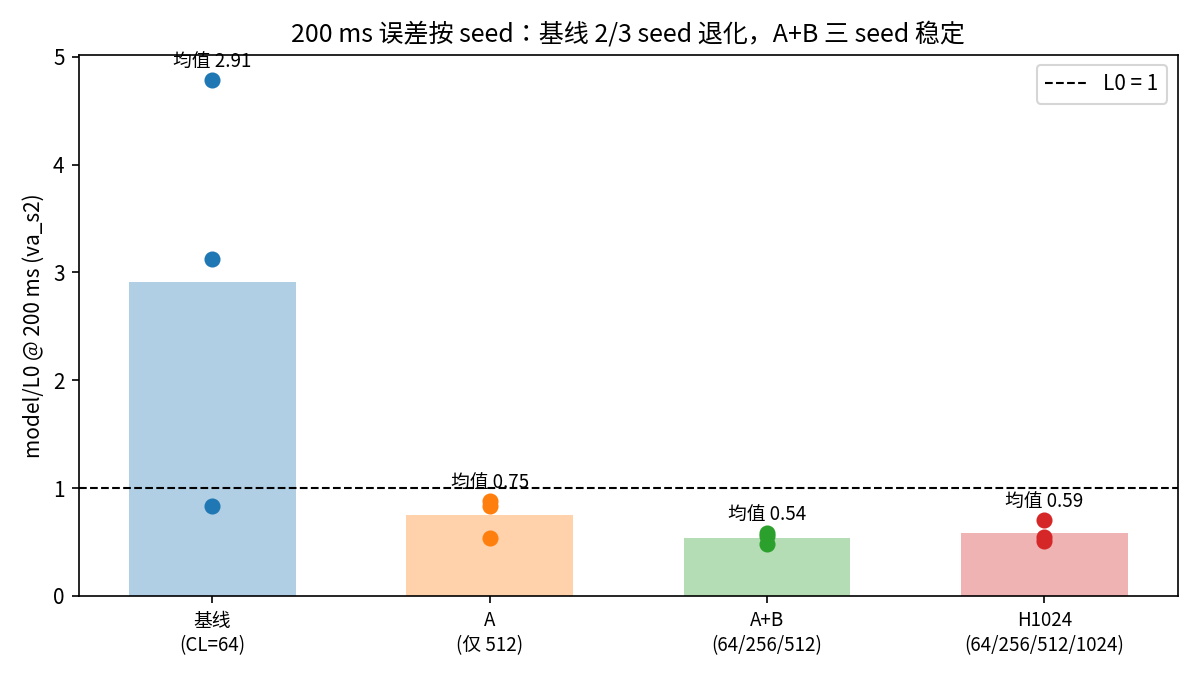 200 ms 误差按 seed：基线 2/3 seed 退化，A+B 三 seed 稳定
model/L0 @ 200 ms (va_s2)
5
4
3
2
1
0
L0 = 1
均值 2.91
均值 0.75
均值 0.54
均值 0.59
基线
(CL=64)
A
(仅 512)
A+B
(64/256/512)
H1024
(64/256/512/1024)